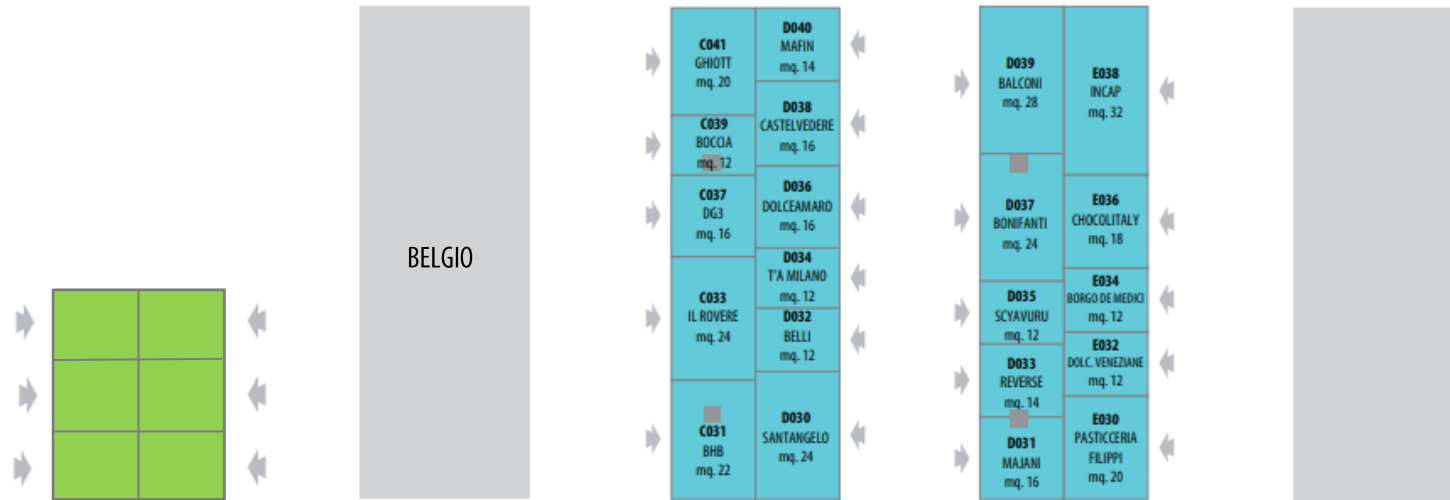 BELGIO
C041
GHIOTT
mq. 20
C039
BOCCIA
mq. 12
C037
DG3
mq. 16
C033
IL ROVERE
mq. 24
C031
BHB
mq. 22
D040
MAFIN
mq. 14
D038
CASTELVEDERE
mq. 16
D036
DOLCEAMARO
mq. 16
D034
T'A MILANO
mq. 12
D032
BELLI
mq. 12
D030
SANTANGELO
mq. 24
D039
BALCONI
mq. 28
D037
BONIFANTI
mq. 24
D035
SCYAVURU
mq. 12
D033
REVERSE
mq. 14
D031
MAJANI
mq. 16
E038
INCAP
mq. 32
E036
CHOCOLITALY
mq. 18
E034
BORGO DE MEDICI
mq. 12
E032
DOLC. VENEZIANE
mq. 12
E030
PASTICCERIA
FILIPPI
mq. 20